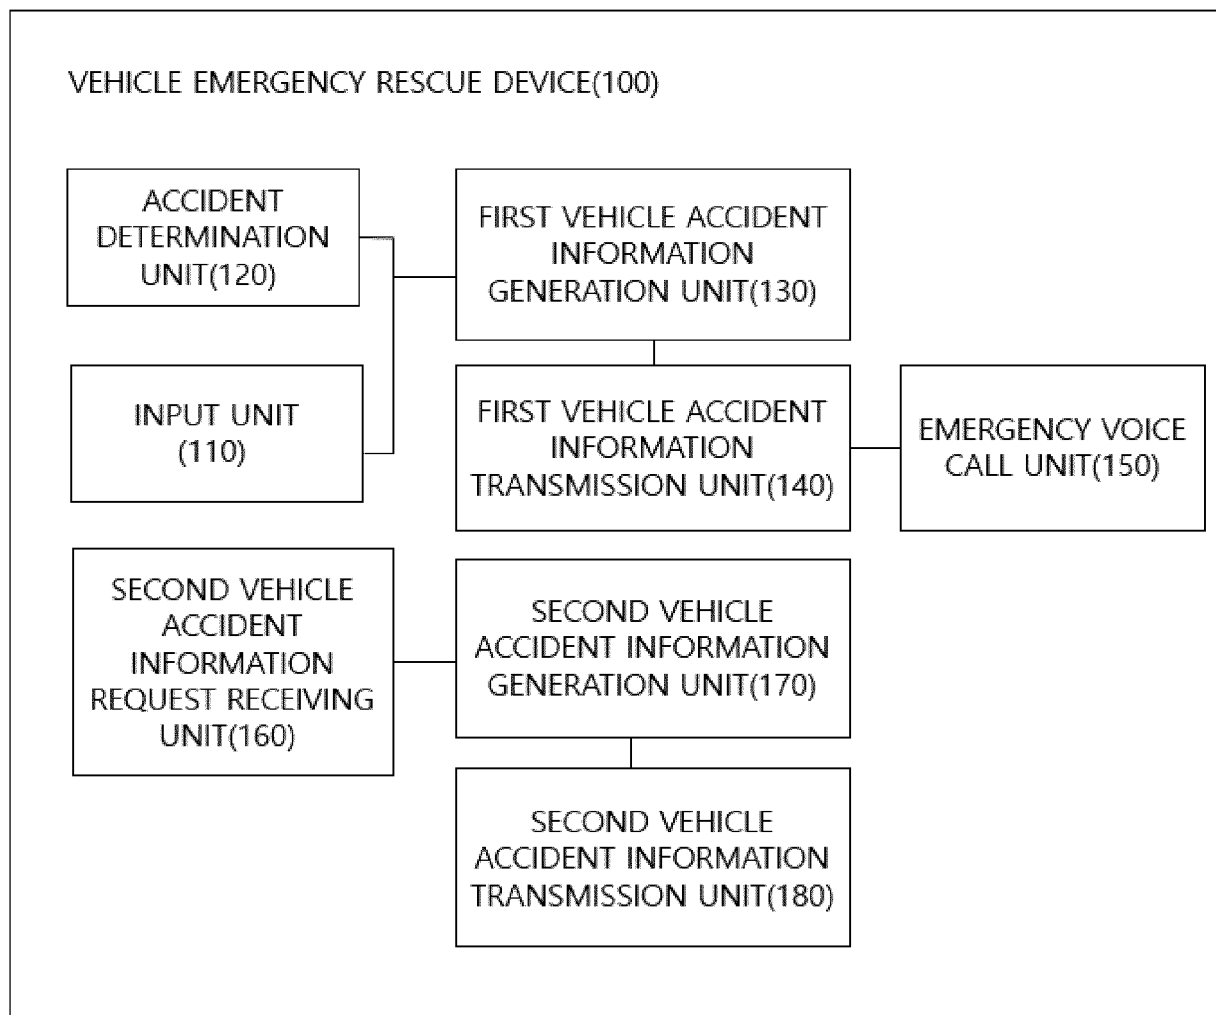 VEHICLE EMERGENCY RESCUE DEVICE(100)
ACCIDENT
DETERMINATION
UNIT(120)
FIRST VEHICLE ACCIDENT
INFORMATION
GENERATION UNIT(130)
INPUT UNIT
(110)
FIRST VEHICLE ACCIDENT
INFORMATION
TRANSMISSION UNIT(140)
EMERGENCY VOICE
CALL UNIT(150)
SECOND VEHICLE
ACCIDENT
INFORMATION
REQUEST RECEIVING
UNIT(160)
SECOND VEHICLE
ACCIDENT INFORMATION
GENERATION UNIT(170)
SECOND VEHICLE
ACCIDENT INFORMATION
TRANSMISSION UNIT(180)